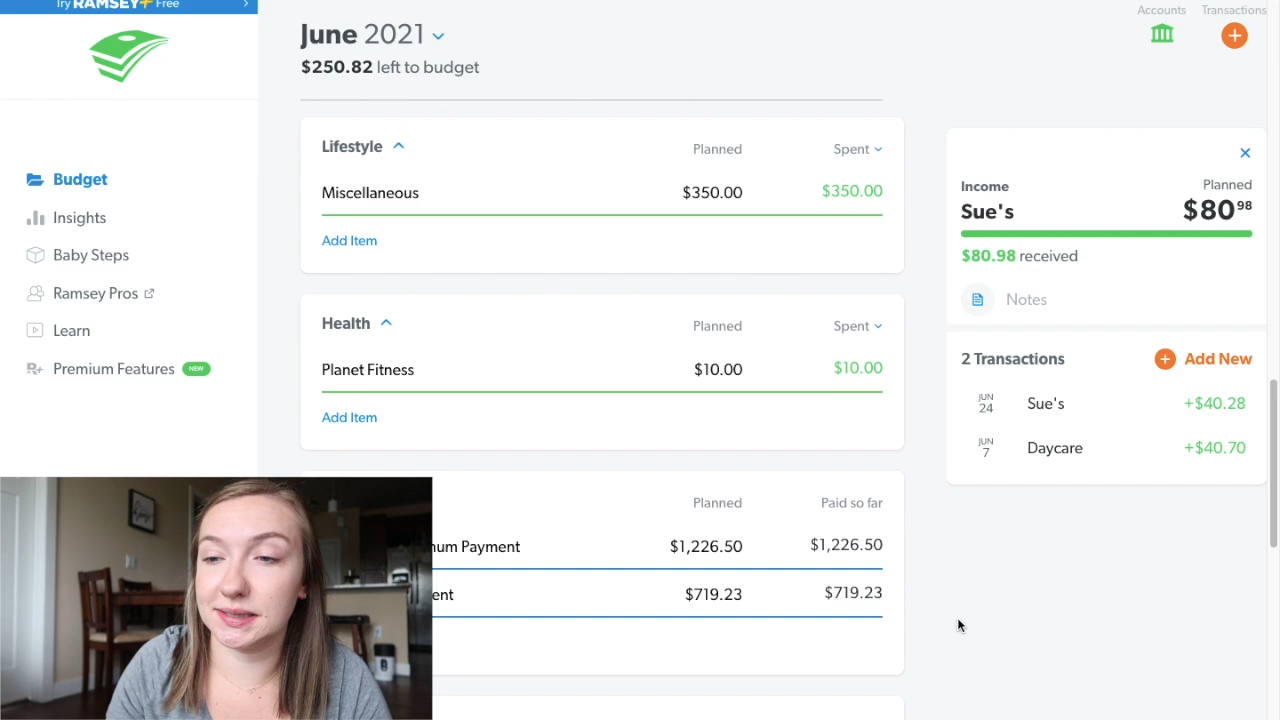 Try RAMSEY+ Free
Accounts
Transactions
June 2021
$250.82 left to budget
Budget
Insights
Baby Steps
Ramsey Pros
Learn
Premium Features NEW
Lifestyle Planned Spent
Miscellaneous $350.00 $350.00
Add Item
Health Planned Spent
Planet Fitness $10.00 $10.00
Add Item
Planned Paid so far
Payment $1,226.50 $1,226.50
$719.23 $719.23
Income Planned
Sue's $80 98
$80.98 received
Notes
2 Transactions Add New
JUN 24 Sue's +$40.28
JUN 7 Daycare +$40.70